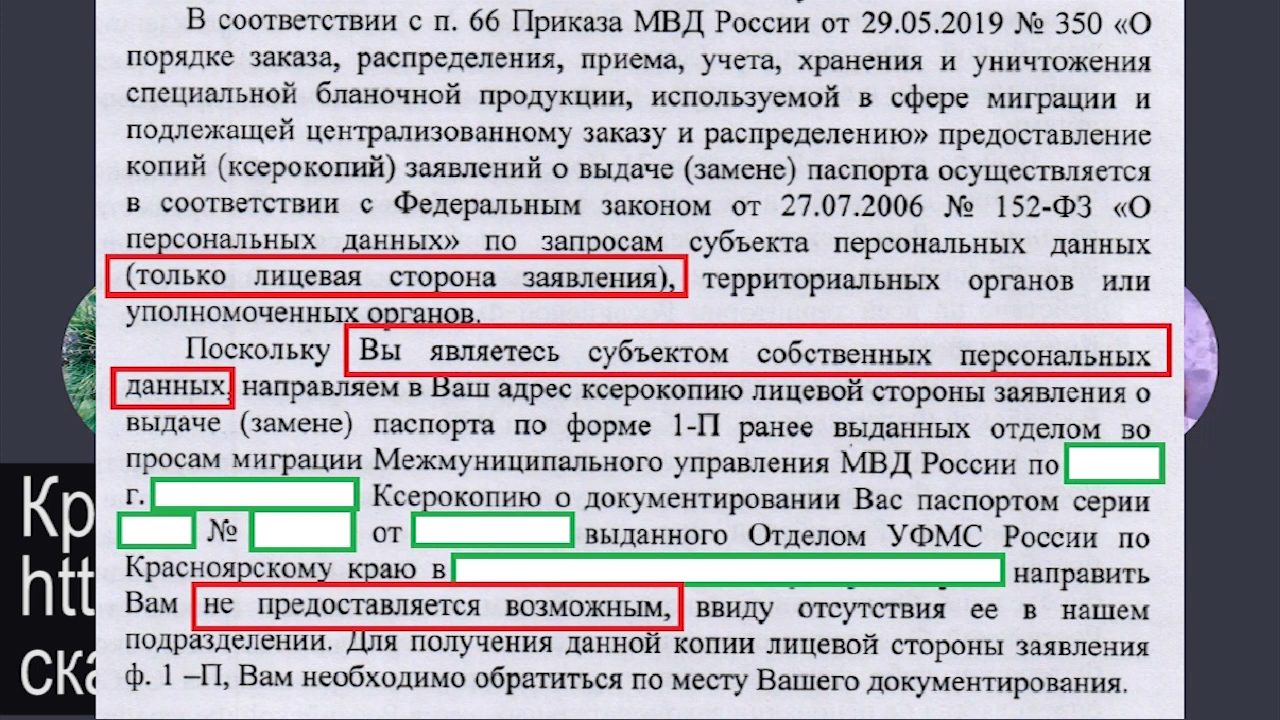 В соответствии с п. 66 Приказа МВД России от 29.05.2019 № 350 «О
порядке заказа, распределения, приема, учета, хранения и уничтожения
специальной бланочной продукции, используемой в сфере миграции и
подлежащей централизованному заказу и распределению» предоставление
копий (ксерокопий) заявлений о выдаче (замене) паспорта осуществляется
в соответствии с Федеральным законом от 27.07.2006 № 152-ФЗ «О
персональных данных» по запросам субъекта персональных данных
(только лицевая сторона заявления), территориальных органов или
уполномоченных органов.
Поскольку Вы являетесь субъектом собственных персональных
данных, направляем в Ваш адрес ксерокопию лицевой стороны заявления о
выдаче (замене) паспорта по форме 1-П ранее выданных отделом во
просам миграции Межмуниципального управления МВД России по
г. Ксерокопию о документировании Вас паспортом серии
№ от выданного Отделом УФМС России по
Красноярскому краю в направить
Вам не предоставляется возможным, ввиду отсутствия ее в нашем
подразделении. Для получения данной копии лицевой стороны заявления
ф. 1 –П, Вам необходимо обратиться по месту Вашего документирования.
Кр
htt
ска